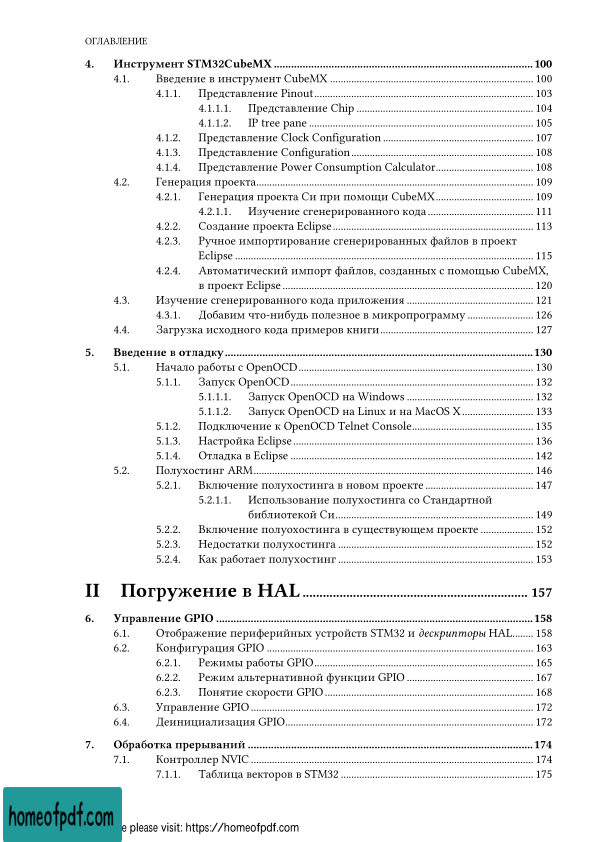 ОГЛАВЛЕНИЕ
4. Инструмент STM32CubeMX 100
4.1. Введение в инструмент CubeMX 100
4.1.1. Представление Pinout 103
4.1.1.1. Представление Chip 104
4.1.1.2. IP tree pane 105
4.1.2. Представление Clock Configuration 107
4.1.3. Представление Configuration 108
4.1.4. Представление Power Consumption Calculator 108
4.2. Генерация проекта 109
4.2.1. Генерация проекта Си при помощи CubeMX 109
4.2.1.1. Изучение сгенерированного кода 111
4.2.2. Создание проекта Eclipse 113
4.2.3. Ручное импортирование сгенерированных файлов в проект
Eclipse 115
4.2.4. Автоматический импорт файлов, созданных с помощью CubeMX,
в проект Eclipse 120
4.3. Изучение сгенерированного кода приложения 121
4.3.1. Добавим что-нибудь полезное в микропрограмму 126
4.4. Загрузка исходного кода примеров книги 127
5. Введение в отладку 130
5.1. Начало работы с OpenOCD 130
5.1.1. Запуск OpenOCD 132
5.1.1.1. Запуск OpenOCD на Windows 132
5.1.1.2. Запуск OpenOCD на Linux и на MacOS X 133
5.1.2. Подключение к OpenOCD Telnet Console 135
5.1.3. Настройка Eclipse 136
5.1.4. Отладка в Eclipse 142
5.2. Полухостинг ARM 146
5.2.1. Включение полухостинга в новом проекте 147
5.2.1.1. Использование полухостинга со Стандартной
библиотекой Си 149
5.2.2. Включение полуохостинга в существующем проекте 152
5.2.3. Недостатки полухостинга 152
5.2.4. Как работает полухостинг 153
II Погружение в HAL 157
6. Управление GPIO 158
6.1. Отображение периферийных устройств STM32 и дескрипторы HAL 158
6.2. Конфигурация GPIO 163
6.2.1. Режимы работы GPIO 165
6.2.2. Режим альтернативной функции GPIO 167
6.2.3. Понятие скорости GPIO 168
6.3. Управление GPIO 172
6.4. Деинициализация GPIO 172
7. Обработка прерываний 174
7.1. Контроллер NVIC 174
7.1.1. Таблица векторов в STM32 175
homeofpdf.com
please visit: https://homeofpdf.com